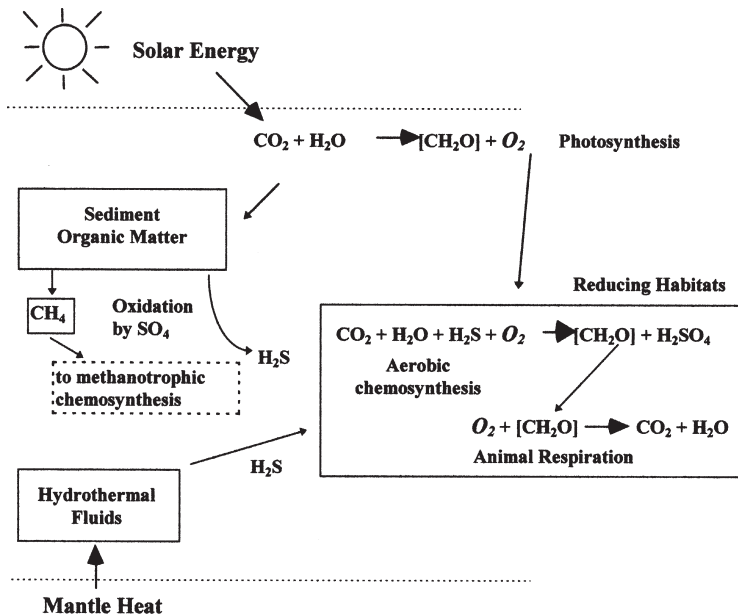 Solar Energy
CO₂ + H₂O → [CH₂O] + O₂ Photosynthesis
Sediment
Organic Matter
Reducing Habitats
CH₄
Oxidation
by SO₄
H₂S
to methanotrophic
chemosynthesis
CO₂ + H₂O + H₂S + O₂ → [CH₂O] + H₂SO₄
Aerobic
chemosynthesis
O₂ + [CH₂O] → CO₂ + H₂O
Animal Respiration
H₂S
Hydrothermal
Fluids
Mantle Heat